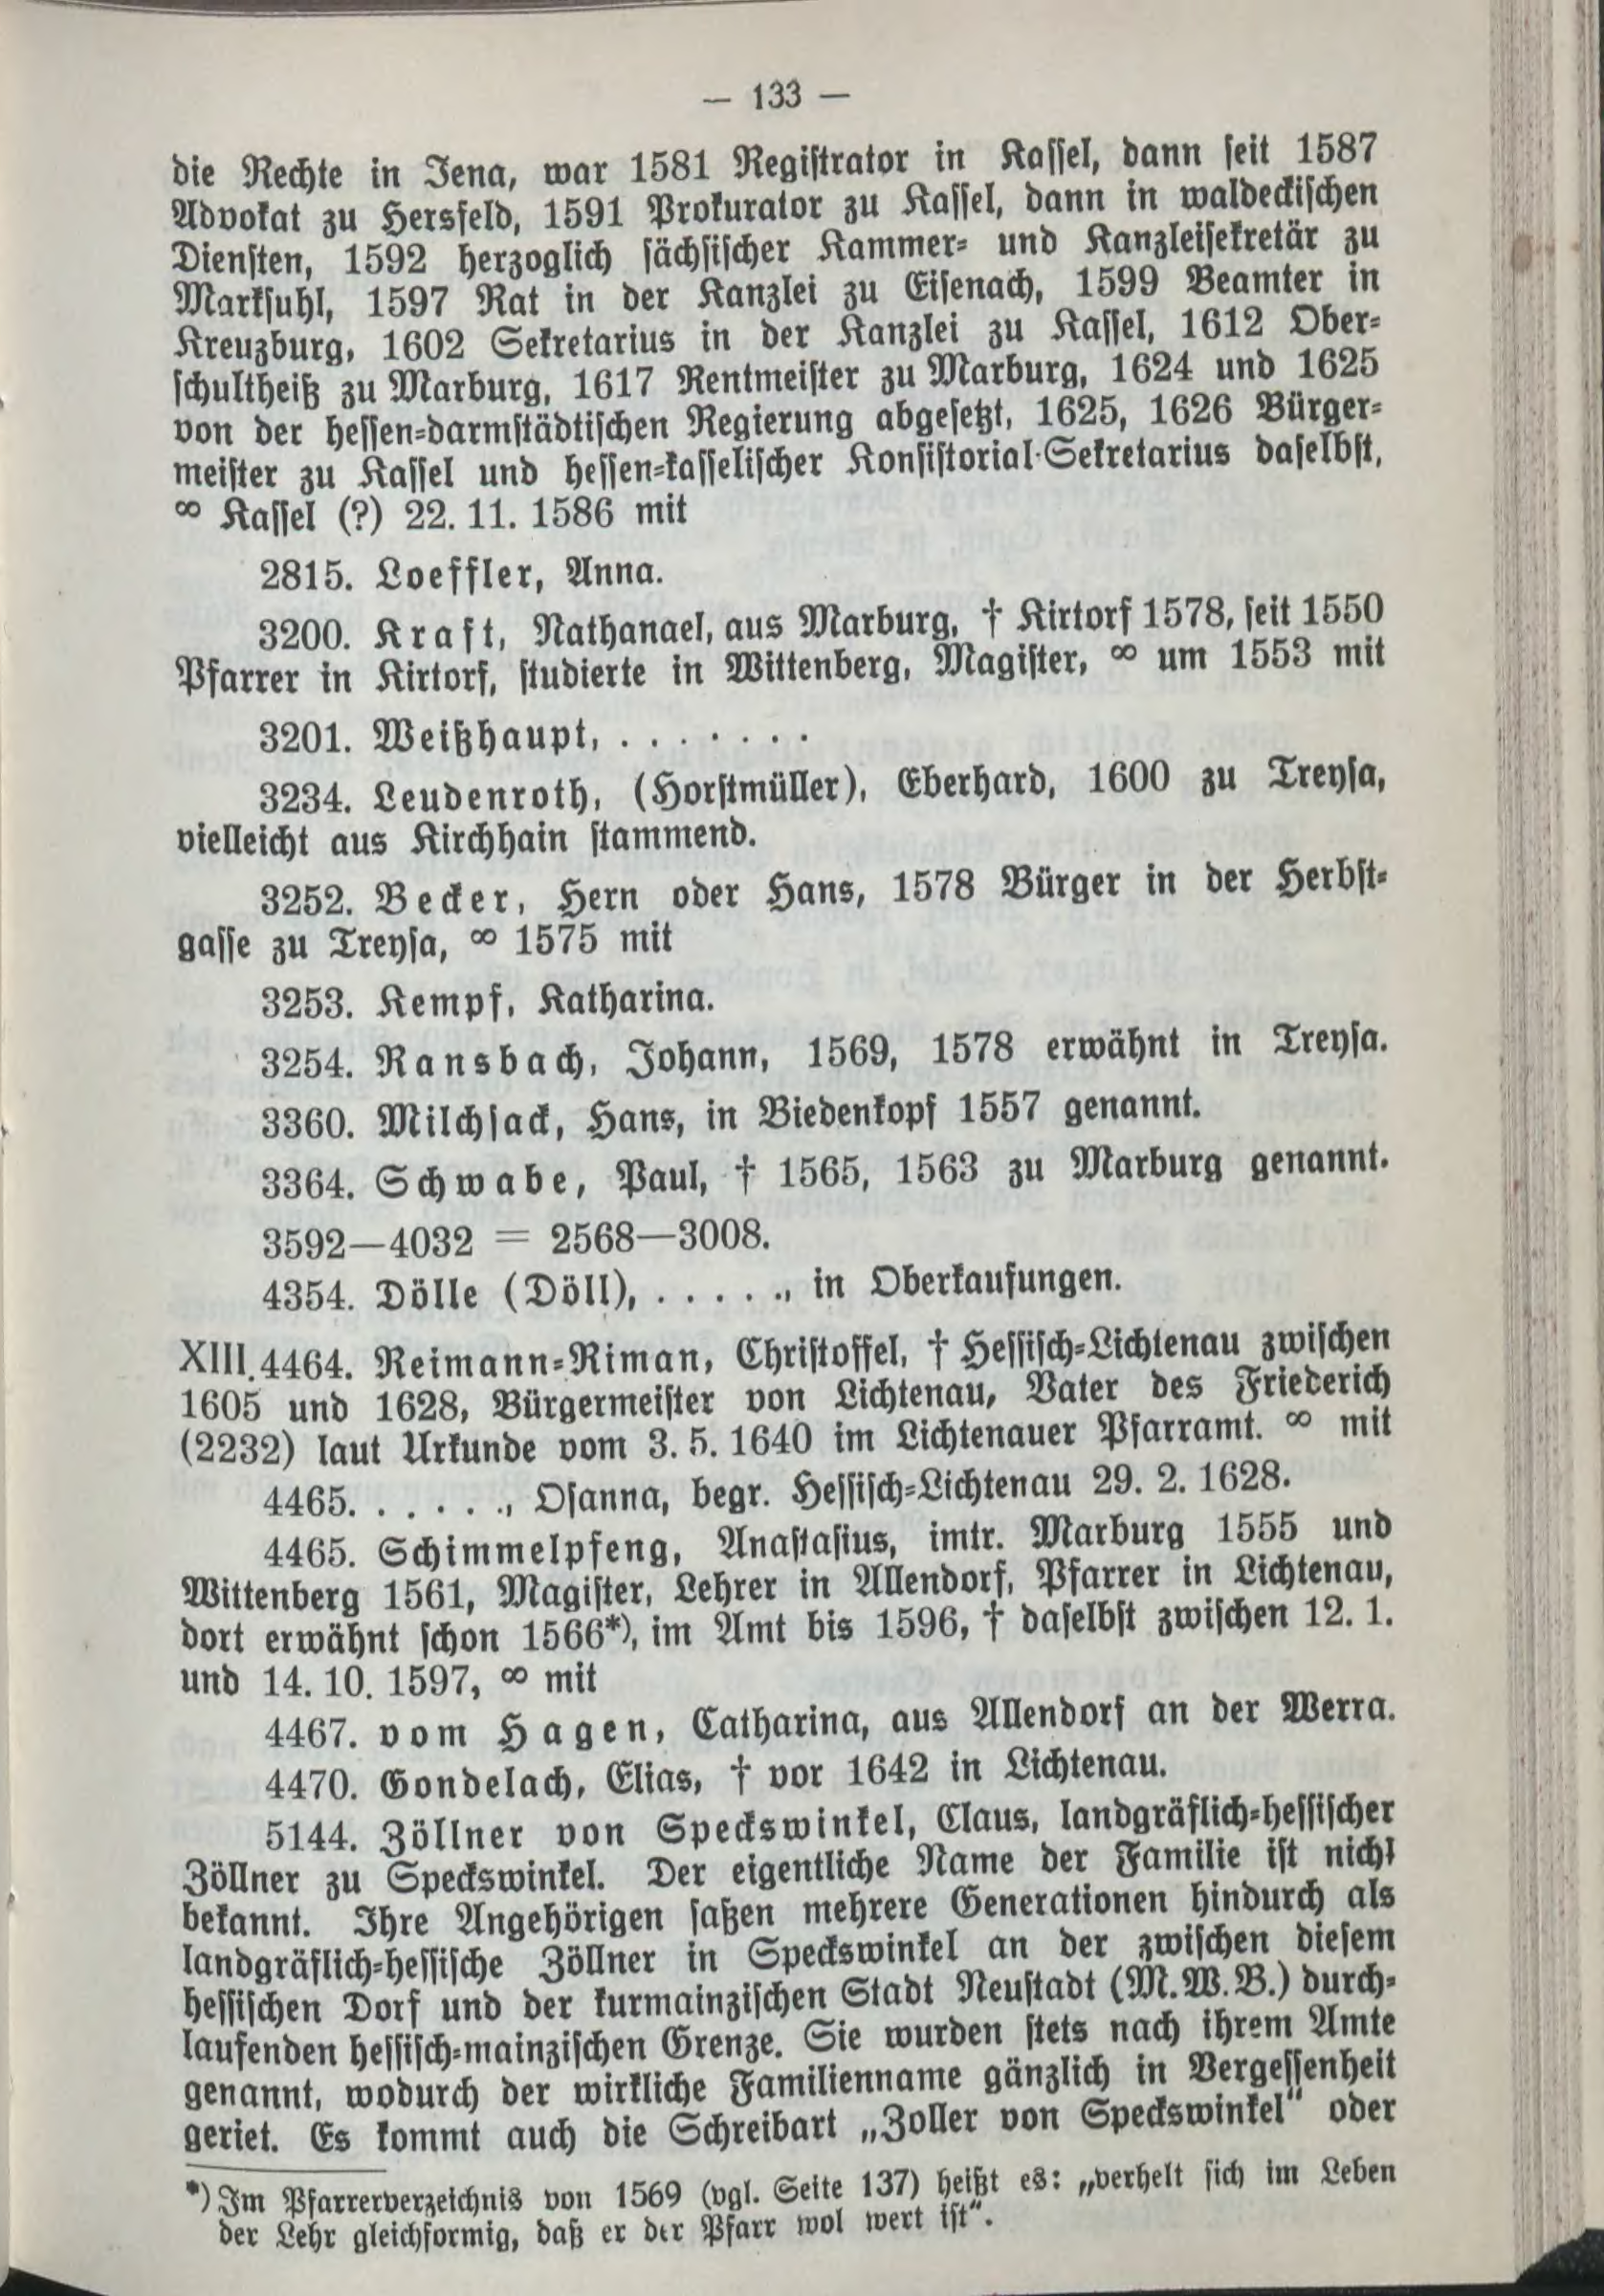 — 133 —
die Rechte in Jena, war 1581 Registrator in Kassel, dann seit 1587
Advokat zu Hersfeld, 1591 Prokurator zu Kassel, dann in waldeckischen
Diensten, 1592 herzoglich sächsischer Kammer- und Kanzleisekretär zu
Marksuhl, 1597 Rat in der Kanzlei zu Eisenach, 1599 Beamter in
Kreuzburg, 1602 Sekretarius in der Kanzlei zu Kassel, 1612 Ober-
schultheiß zu Marburg, 1617 Rentmeister zu Marburg, 1624 und 1625
von der hessen-darmstädtischen Regierung abgesetzt, 1625, 1626 Bürger-
meister zu Kassel und hessen-kasselischer Konsistorial-Sekretarius daselbst,
∞ Kassel (?) 22. 11. 1586 mit
2815. Loeffler, Anna.
3200. Kraft, Nathanael, aus Marburg, † Kirtorf 1578, seit 1550
Pfarrer in Kirtorf, studierte in Wittenberg, Magister, ∞ um 1553 mit
3201. Weißhaupt, . . . . . . .
3234. Leudenroth, (Horstmüller), Eberhard, 1600 zu Treysa,
vielleicht aus Kirchhain stammend.
3252. Becker, Hern oder Hans, 1578 Bürger in der Herbst-
gasse zu Treysa, ∞ 1575 mit
3253. Kempf, Katharina.
3254. Ransbach, Johann, 1569, 1578 erwähnt in Treysa.
3360. Milchsack, Hans, in Biedenkopf 1557 genannt.
3364. Schwabe, Paul, † 1565, 1563 zu Marburg genannt.
3592—4032 = 2568—3008.
4354. Dölle (Döll), . . . . ., in Oberkaufungen.
XIII. 4464. Reimann-Riman, Christoffel, † Hessisch-Lichtenau zwischen
1605 und 1628, Bürgermeister von Lichtenau, Vater des Friederich
(2232) laut Urkunde vom 3. 5. 1640 im Lichtenauer Pfarramt. ∞ mit
4465. . . . . ., Osanna, begr. Hessisch-Lichtenau 29. 2. 1628.
4465. Schimmelpfeng, Anastasius, imtr. Marburg 1555 und
Wittenberg 1561, Magister, Lehrer in Allendorf, Pfarrer in Lichtenau,
dort erwähnt schon 1566*), im Amt bis 1596, † daselbst zwischen 12. 1.
und 14. 10. 1597, ∞ mit
4467. vom Hagen, Catharina, aus Allendorf an der Werra.
4470. Gondelach, Elias, † vor 1642 in Lichtenau.
5144. Zöllner von Speckswinkel, Claus, landgräflich-hessischer
Zöllner zu Speckswinkel. Der eigentliche Name der Familie ist nicht
bekannt. Ihre Angehörigen saßen mehrere Generationen hindurch als
landgräflich-hessische Zöllner in Speckswinkel an der zwischen diesem
hessischen Dorf und der kurmainzischen Stadt Neustadt (M. W. B.) durch-
laufenden hessisch-mainzischen Grenze. Sie wurden stets nach ihrem Amte
genannt, wodurch der wirkliche Familienname gänzlich in Vergessenheit
geriet. Es kommt auch die Schreibart „Zoller von Speckswinkel“ oder
*) Im Pfarrerverzeichnis von 1569 (vgl. Seite 137) heißt es: „verhelt sich im Leben
der Lehr gleichformig, daß er der Pfarr wol wert ist“.